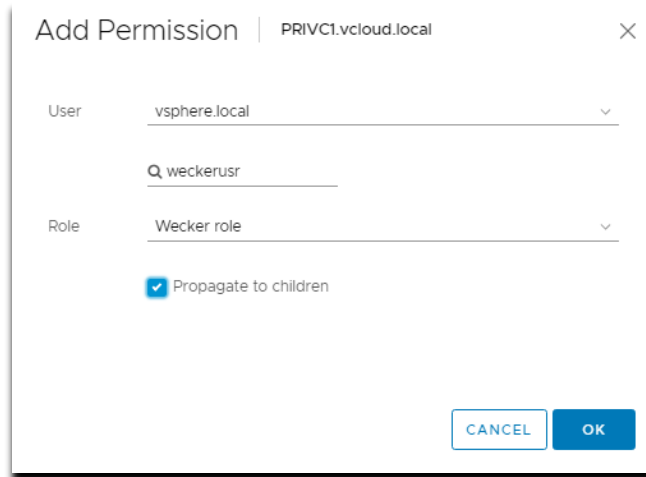 Add Permission PRIVC1.vcloud.local
User vsphere.local
weckerusr
Role Wecker role
Propagate to children
CANCEL OK